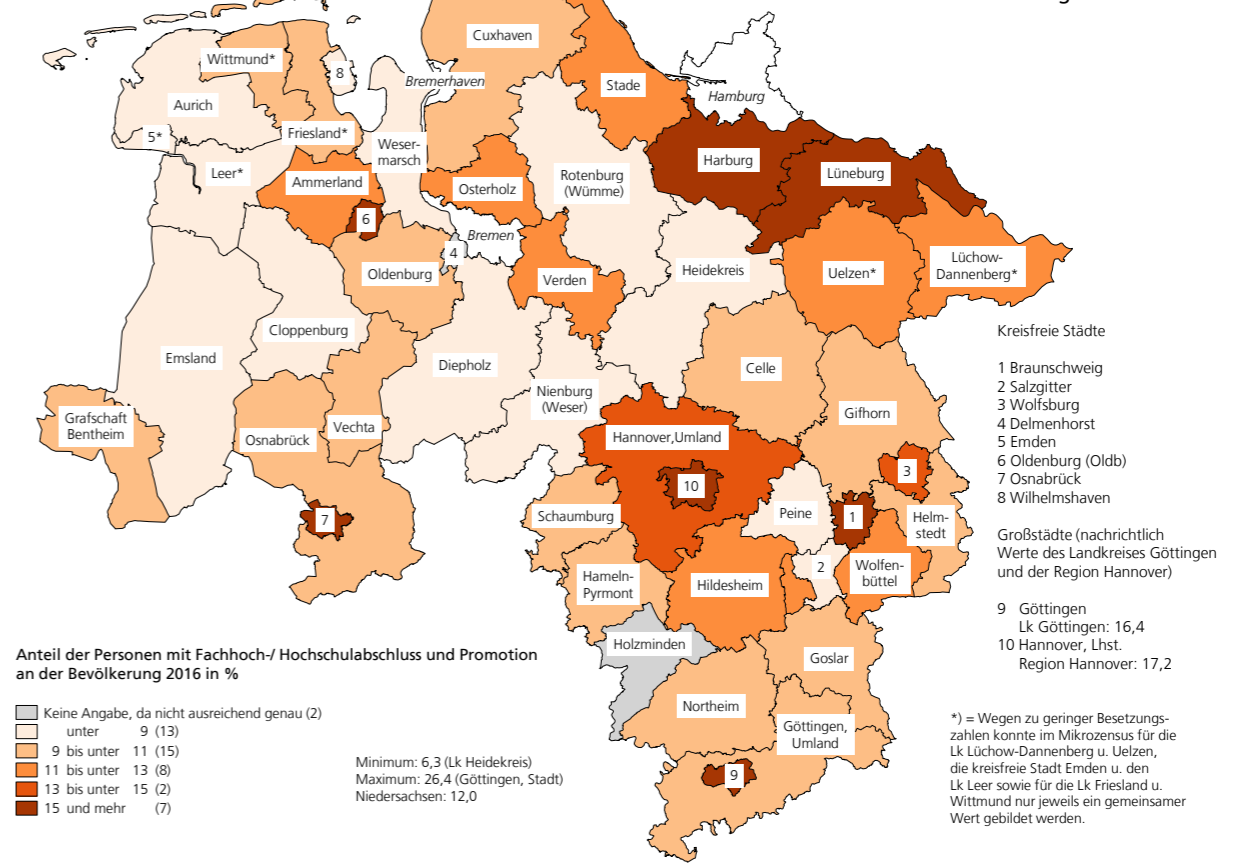 Cuxhaven
Wittmund*
8
Bremerhaven
Stade
Hamburg
Aurich
5*
Friesland*
Weser-
marsch
Leer*
Ammerland
Osterholz
Rotenburg
(Wümme)
Harburg
Lüneburg
6
Bremen
4
Oldenburg
Verden
Heidekreis
Uelzen*
Lüchow-
Dannenberg*
Cloppenburg
Emsland
Diepholz
Celle
Nienburg
(Weser)
Gifhorn
Grafschaft
Bentheim
Osnabrück
Vechta
Hannover,Umland
3
10
7
Schaumburg
Peine
1
Helm-
stedt
2
Wolfen-
büttel
Hameln-
Pyrmont
Hildesheim
Holzminden
Goslar
Northeim
Göttingen,
Umland
9
Kreisfreie Städte
1 Braunschweig
2 Salzgitter
3 Wolfsburg
4 Delmenhorst
5 Emden
6 Oldenburg (Oldb)
7 Osnabrück
8 Wilhelmshaven
Großstädte (nachrichtlich
Werte des Landkreises Göttingen
und der Region Hannover)
9 Göttingen
Lk Göttingen: 16,4
10 Hannover, Lhst.
Region Hannover: 17,2
Anteil der Personen mit Fachhoch-/ Hochschulabschluss und Promotion
an der Bevölkerung 2016 in %
Keine Angabe, da nicht ausreichend genau (2)
unter 9 (13)
9 bis unter 11 (15)
11 bis unter 13 (8)
13 bis unter 15 (2)
15 und mehr (7)
Minimum: 6,3 (Lk Heidekreis)
Maximum: 26,4 (Göttingen, Stadt)
Niedersachsen: 12,0
*) = Wegen zu geringer Besetzungs-
zahlen konnte im Mikrozensus für die
Lk Lüchow-Dannenberg u. Uelzen,
die kreisfreie Stadt Emden u. den
Lk Leer sowie für die Lk Friesland u.
Wittmund nur jeweils ein gemeinsamer
Wert gebildet werden.